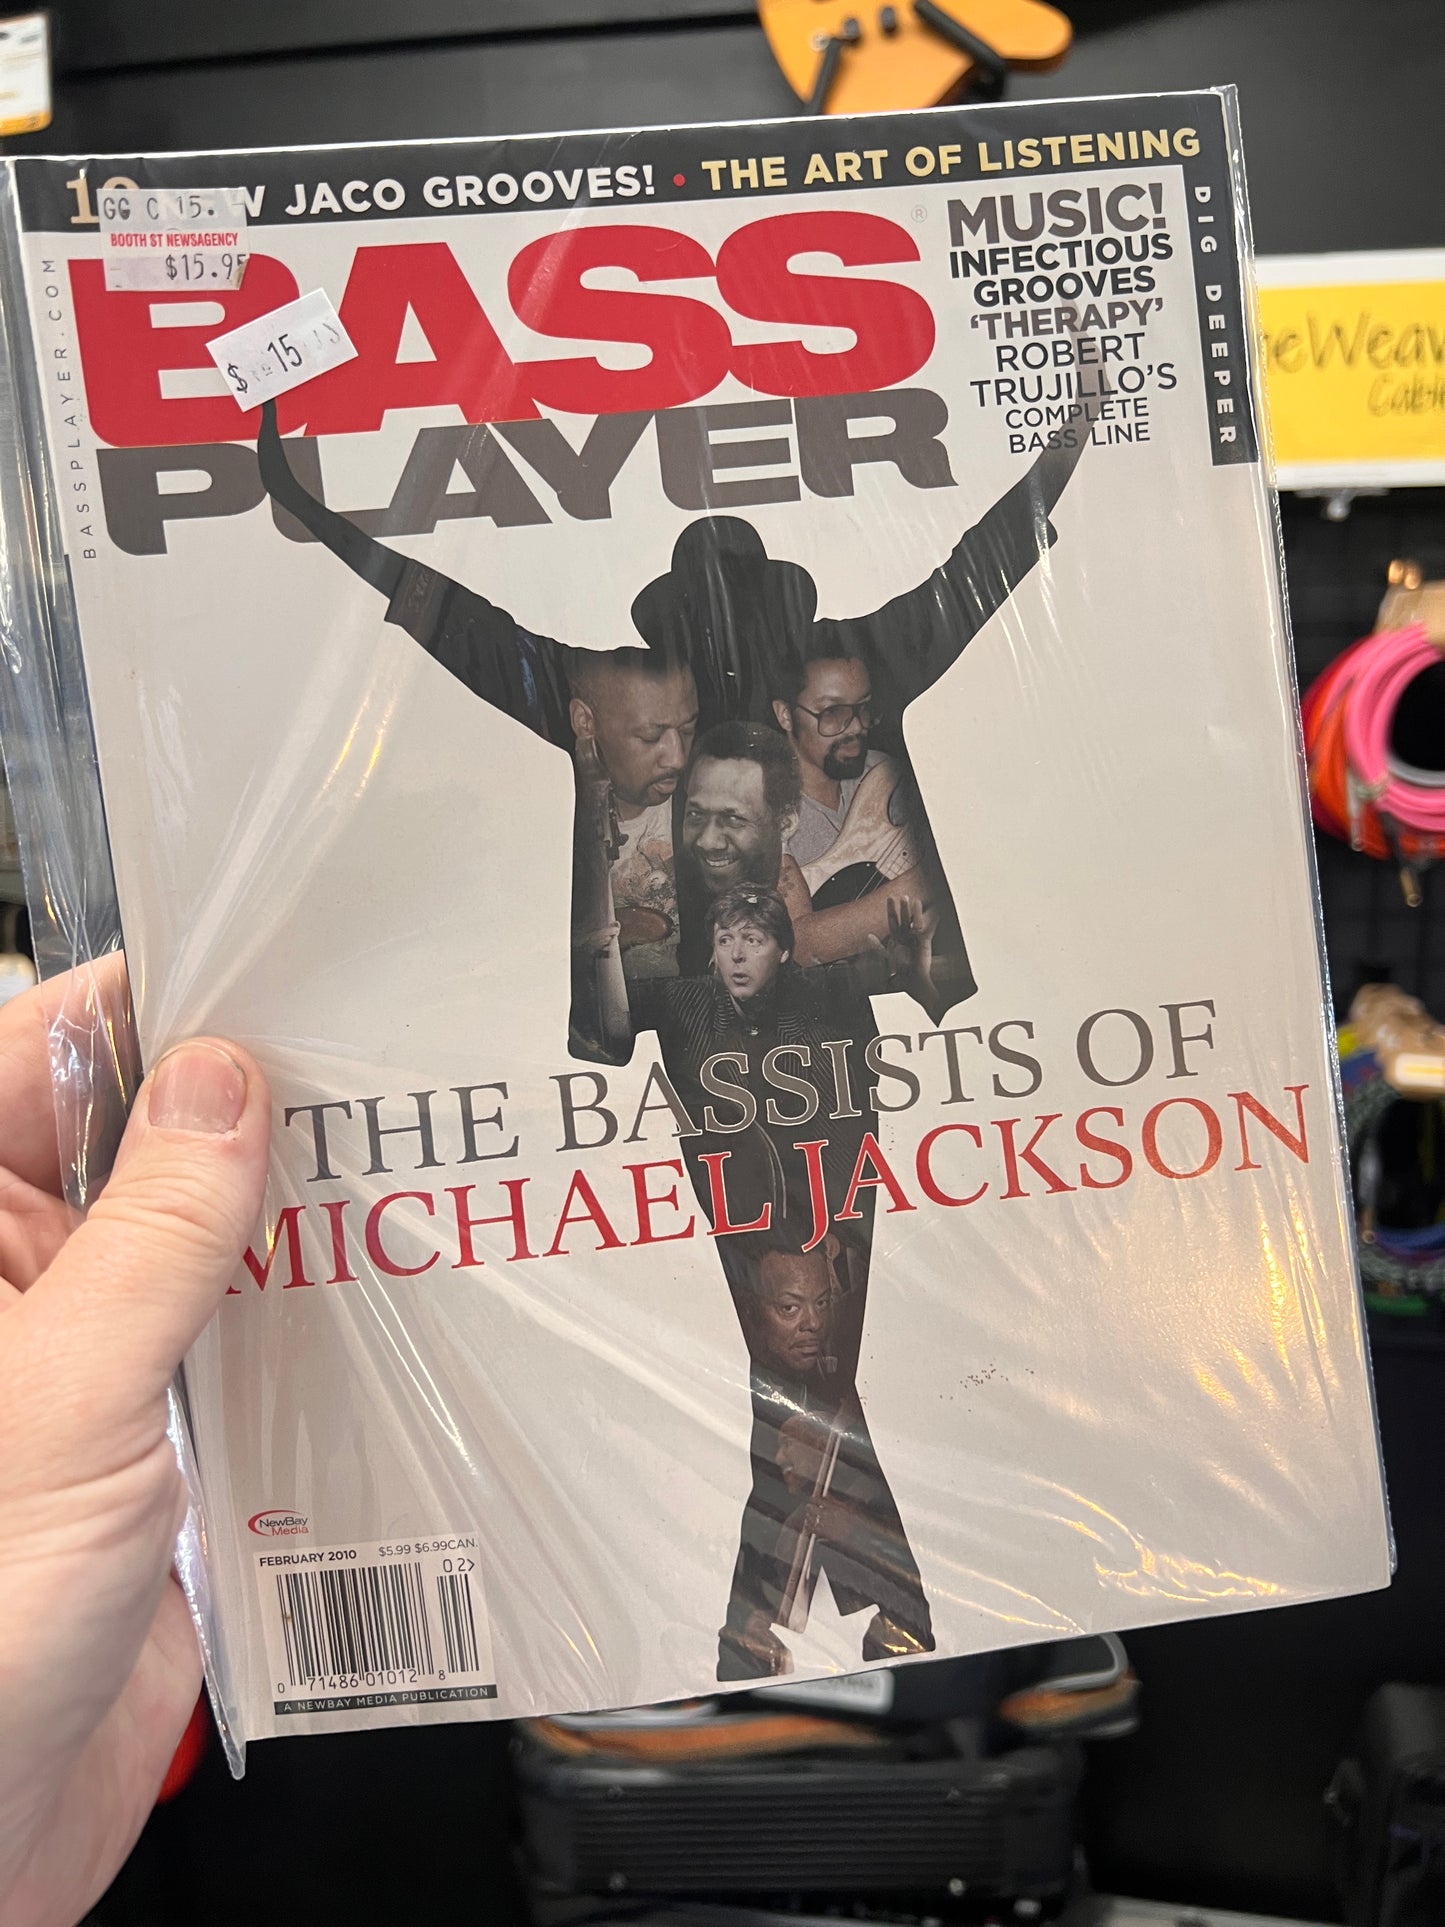 JACO GROOVES! • THE ART OF LISTENING
GG C 15.
BOOTH ST NEWSAGENCY
$15.95
$ 15
BASS
PLAYER
®
BASSPLAYER.COM
MUSIC!
INFECTIOUS
GROOVES
‘THERAPY’
ROBERT
TRUJILLO’S
COMPLETE
BASS LINE
DIG DEEPER
THE BASSISTS OF
MICHAEL JACKSON
NewBay
Media
FEBRUARY 2010 $5.99 $6.99CAN.
02>
0 71486 01012 8
A NEWBAY MEDIA PUBLICATION